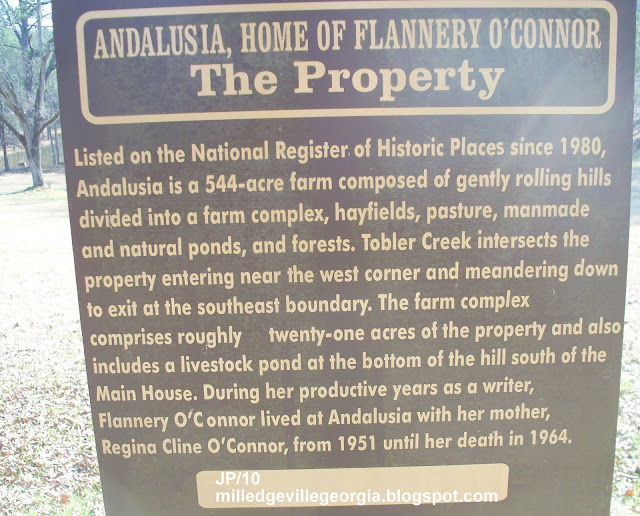 ANDALUSIA, HOME OF FLANNERY O'CONNOR
The Property
Listed on the National Register of Historic Places since 1980,
Andalusia is a 544-acre farm composed of gently rolling hills
divided into a farm complex, hayfields, pasture, manmade
and natural ponds, and forests. Tobler Creek intersects the
property entering near the west corner and meandering down
to exit at the southeast boundary. The farm complex
comprises roughly twenty-one acres of the property and also
includes a livestock pond at the bottom of the hill south of the
Main House. During her productive years as a writer,
Flannery O'Connor lived at Andalusia with her mother,
Regina Cline O'Connor, from 1951 until her death in 1964.
JP/10
milledgevillegeorgia.blogspot.com